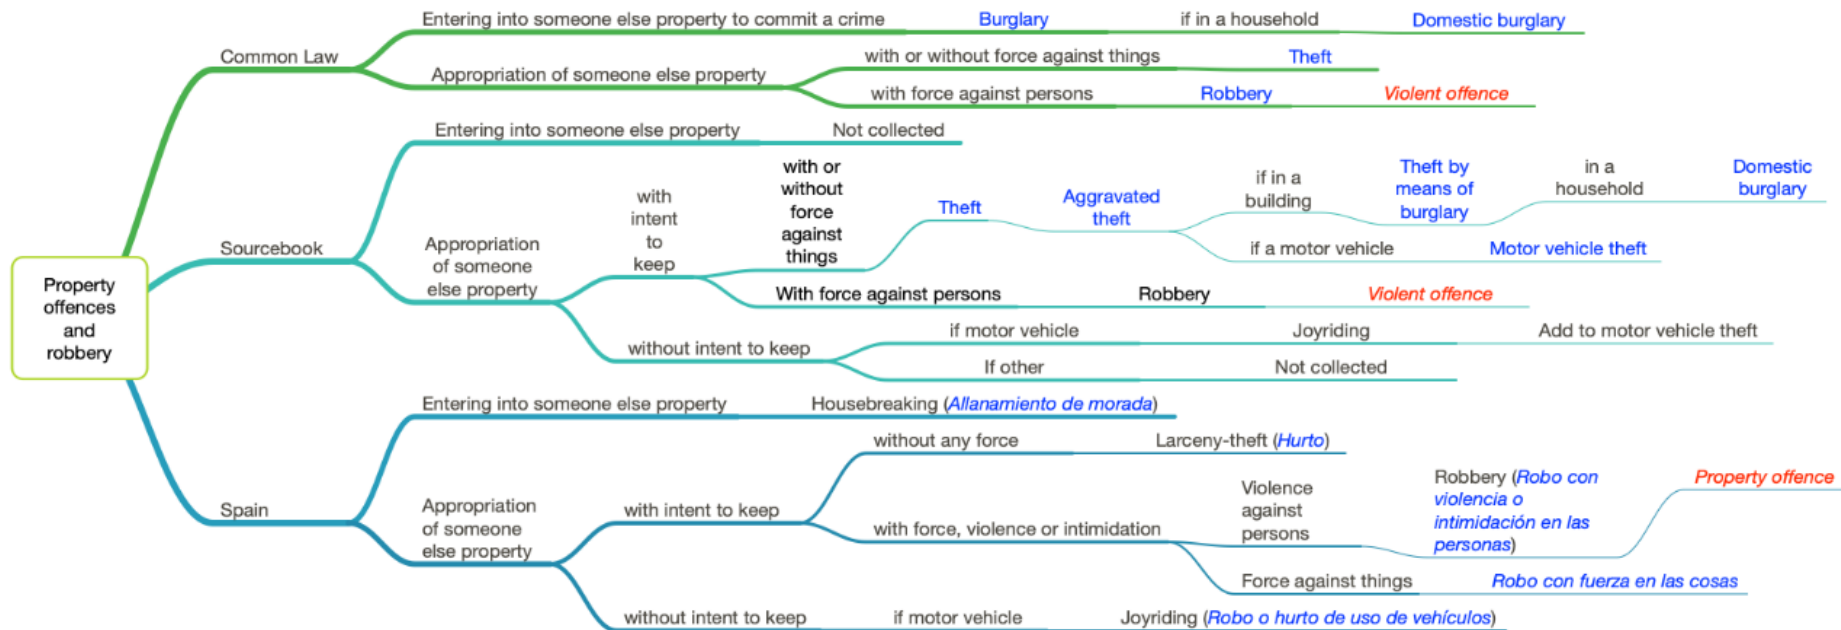 Entering into someone else property to commit a crime
Burglary
if in a household
Domestic burglary
Common Law
with or without force against things
Theft
Appropriation of someone else property
with force against persons
Robbery
Violent offence
Entering into someone else property
Not collected
with or
without
force
against
things
with
intent
to
keep
Theft
Aggravated
theft
if in a
building
Theft by
means of
burglary
in a
household
Domestic
burglary
Sourcebook
Appropriation
of someone
else property
if a motor vehicle
Motor vehicle theft
Property
offences
and
robbery
With force against persons
Robbery
Violent offence
without intent to keep
if motor vehicle
Joyriding
Add to motor vehicle theft
If other
Not collected
Entering into someone else property
Housebreaking (Allanamiento de morada)
without any force
Larceny-theft (Hurto)
Spain
Appropriation
of someone
else property
with intent to keep
with force, violence or intimidation
Violence
against
persons
Robbery (Robo con
violencia o
intimidación en las
personas)
Property offence
Force against things
Robo con fuerza en las cosas
without intent to keep
if motor vehicle
Joyriding (Robo o hurto de uso de vehículos)